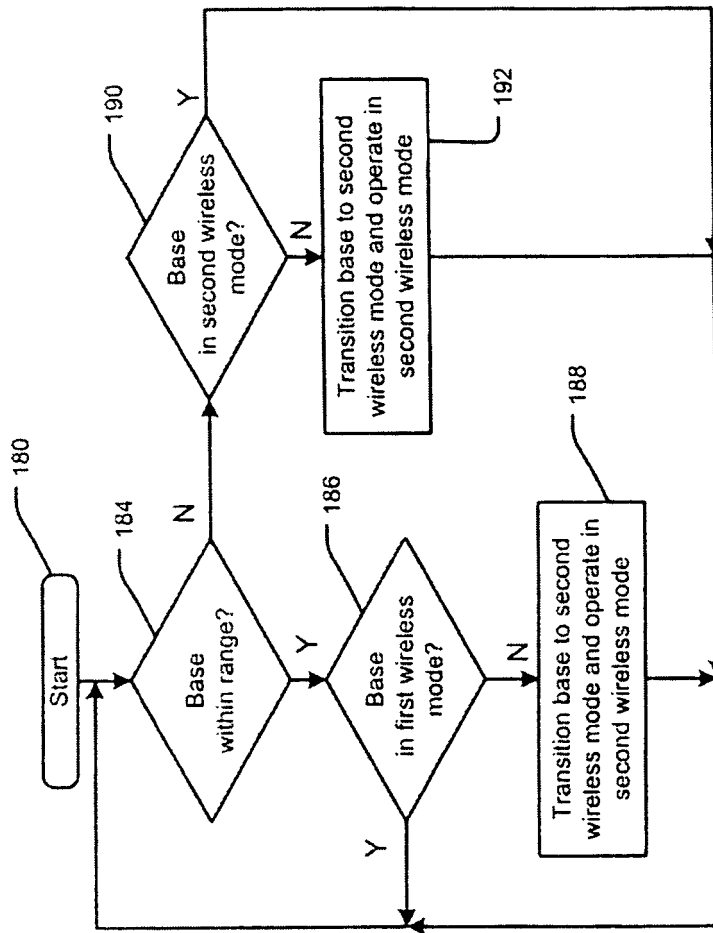 Start
180
Base
within range?
184
N
Y
Base
in second wireless
mode?
190
Y
N
Base
in first wireless
mode?
186
Y
N
Transition base to second
wireless mode and operate in
second wireless mode
192
Transition base to second
wireless mode and operate in
second wireless mode
188